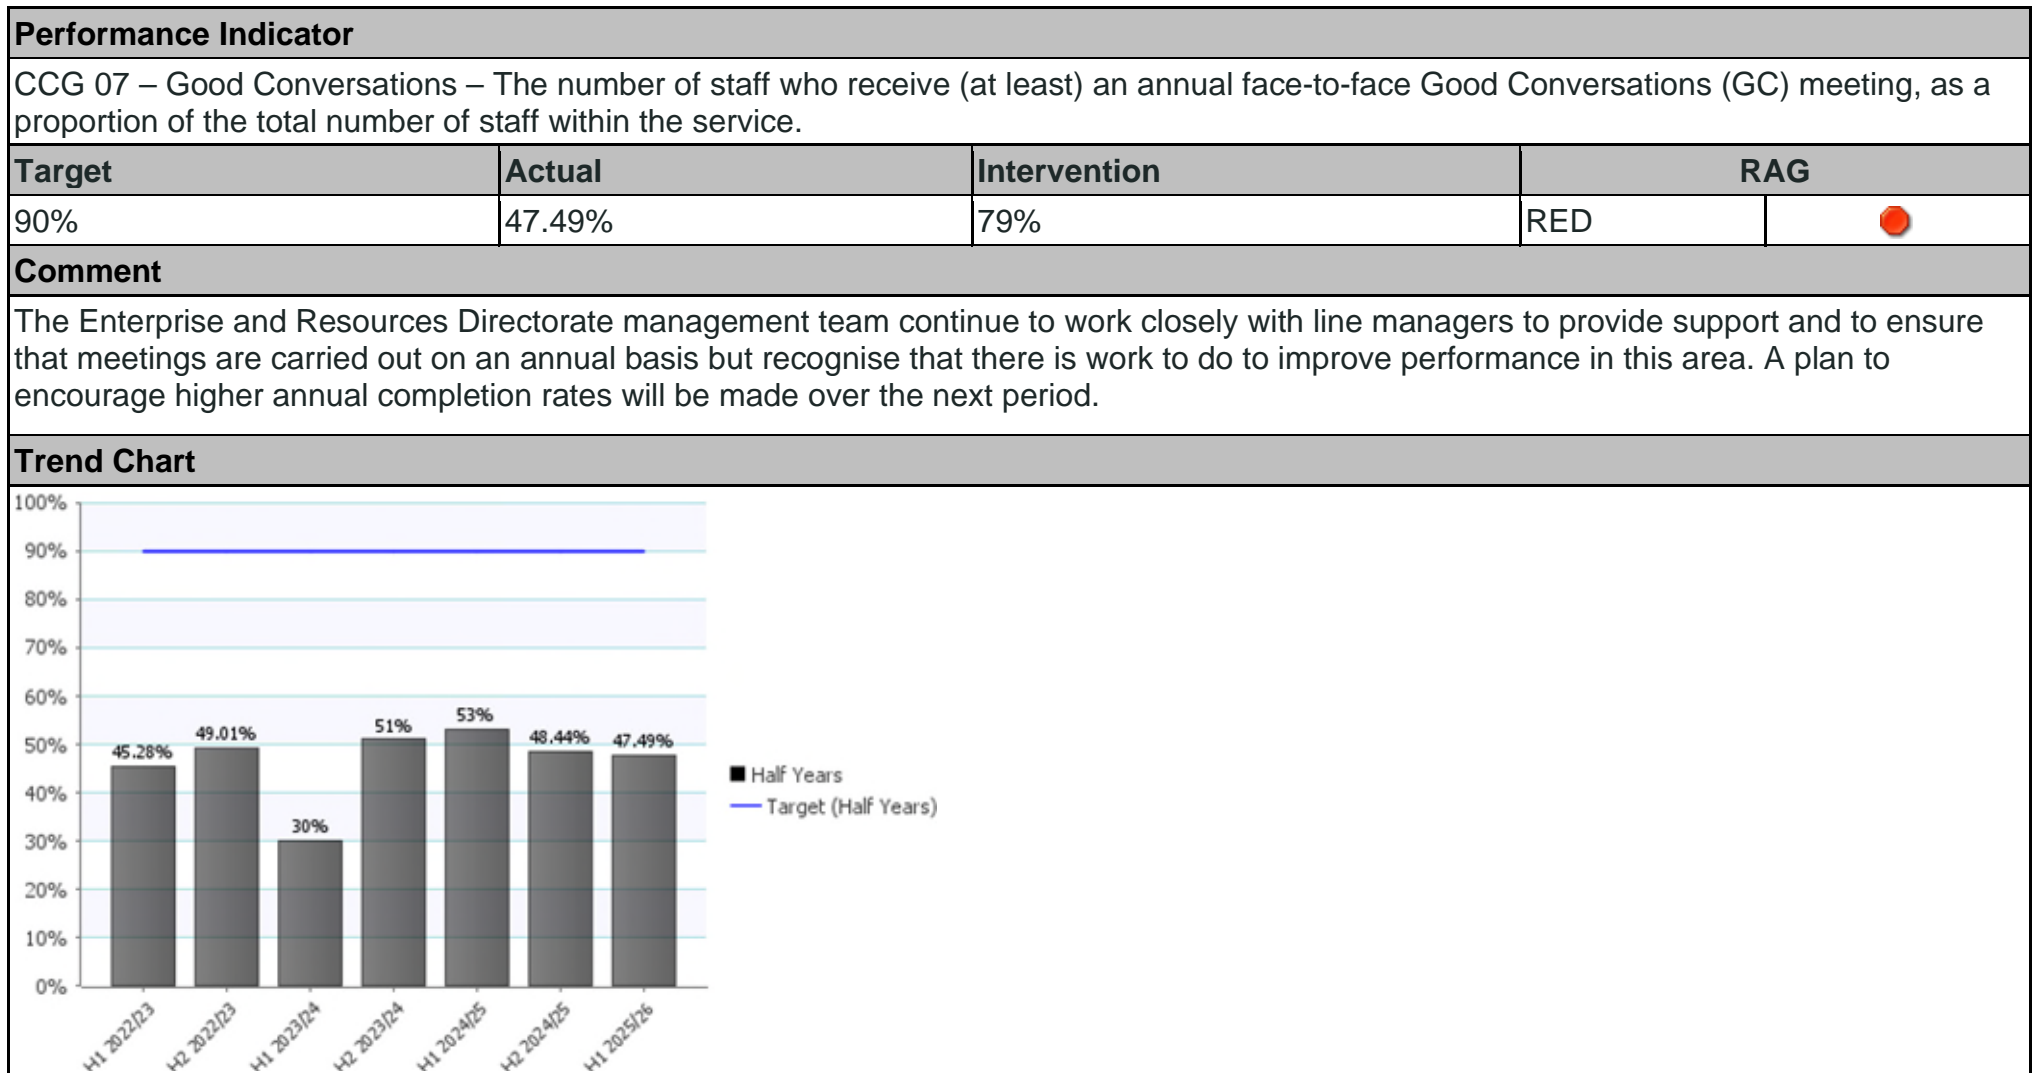 Performance Indicator
CCG 07 – Good Conversations – The number of staff who receive (at least) an annual face-to-face Good Conversations (GC) meeting, as a
proportion of the total number of staff within the service.
Target Actual Intervention RAG
90% 47.49% 79% RED
Comment
The Enterprise and Resources Directorate management team continue to work closely with line managers to provide support and to ensure
that meetings are carried out on an annual basis but recognise that there is work to do to improve performance in this area. A plan to
encourage higher annual completion rates will be made over the next period.
Trend Chart
100%
90%
80%
70%
60%
50%
40%
30%
20%
10%
0%
45.28%
49.01%
30%
51%
53%
48.44%
47.49%
H1 2022/23
H2 2022/23
H1 2023/24
H2 2023/24
H1 2024/25
H2 2024/25
H1 2025/26
Half Years
Target (Half Years)